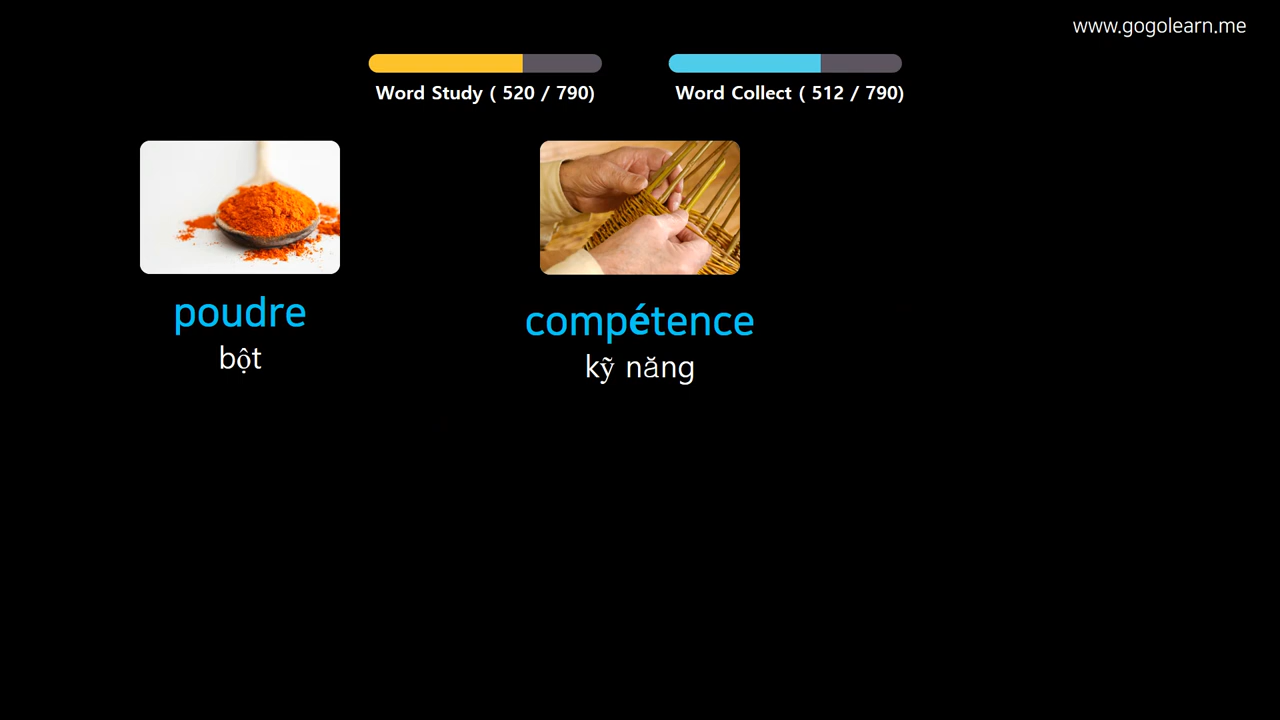 www.gogolearn.me
Word Study ( 520 / 790)
Word Collect ( 512 / 790)
poudre
bột
compétence
kỹ năng